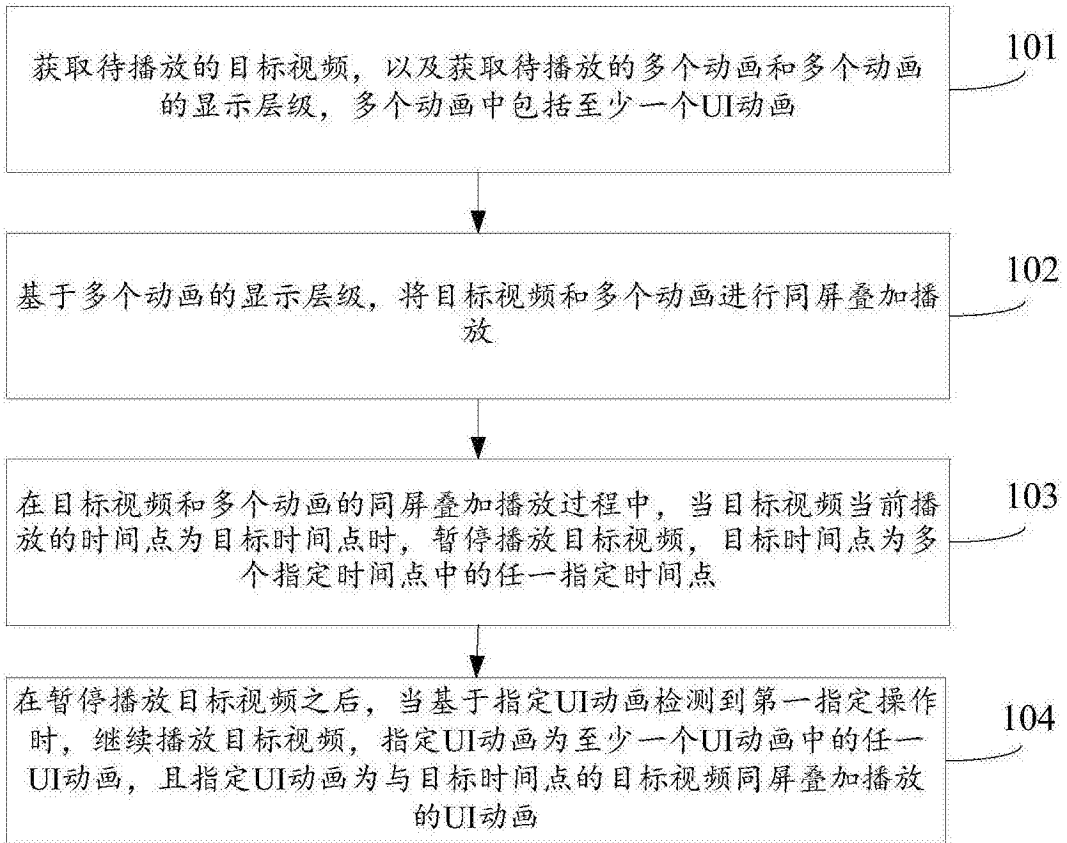 获取待播放的目标视频，以及获取待播放的多个动画和多个动画
的显示层级，多个动画中包括至少一个UI动画
101
基于多个动画的显示层级，将目标视频和多个动画进行同屏叠加播
放
102
在目标视频和多个动画的同屏叠加播放过程中，当目标视频当前播
放的时间点为目标时间点时，暂停播放目标视频，目标时间点为多
个指定时间点中的任一指定时间点
103
在暂停播放目标视频之后，当基于指定UI动画检测到第一指定操作
时，继续播放目标视频，指定UI动画为至少一个UI动画中的任一
UI动画，且指定UI动画为与目标时间点的目标视频同屏叠加播放
的UI动画
104